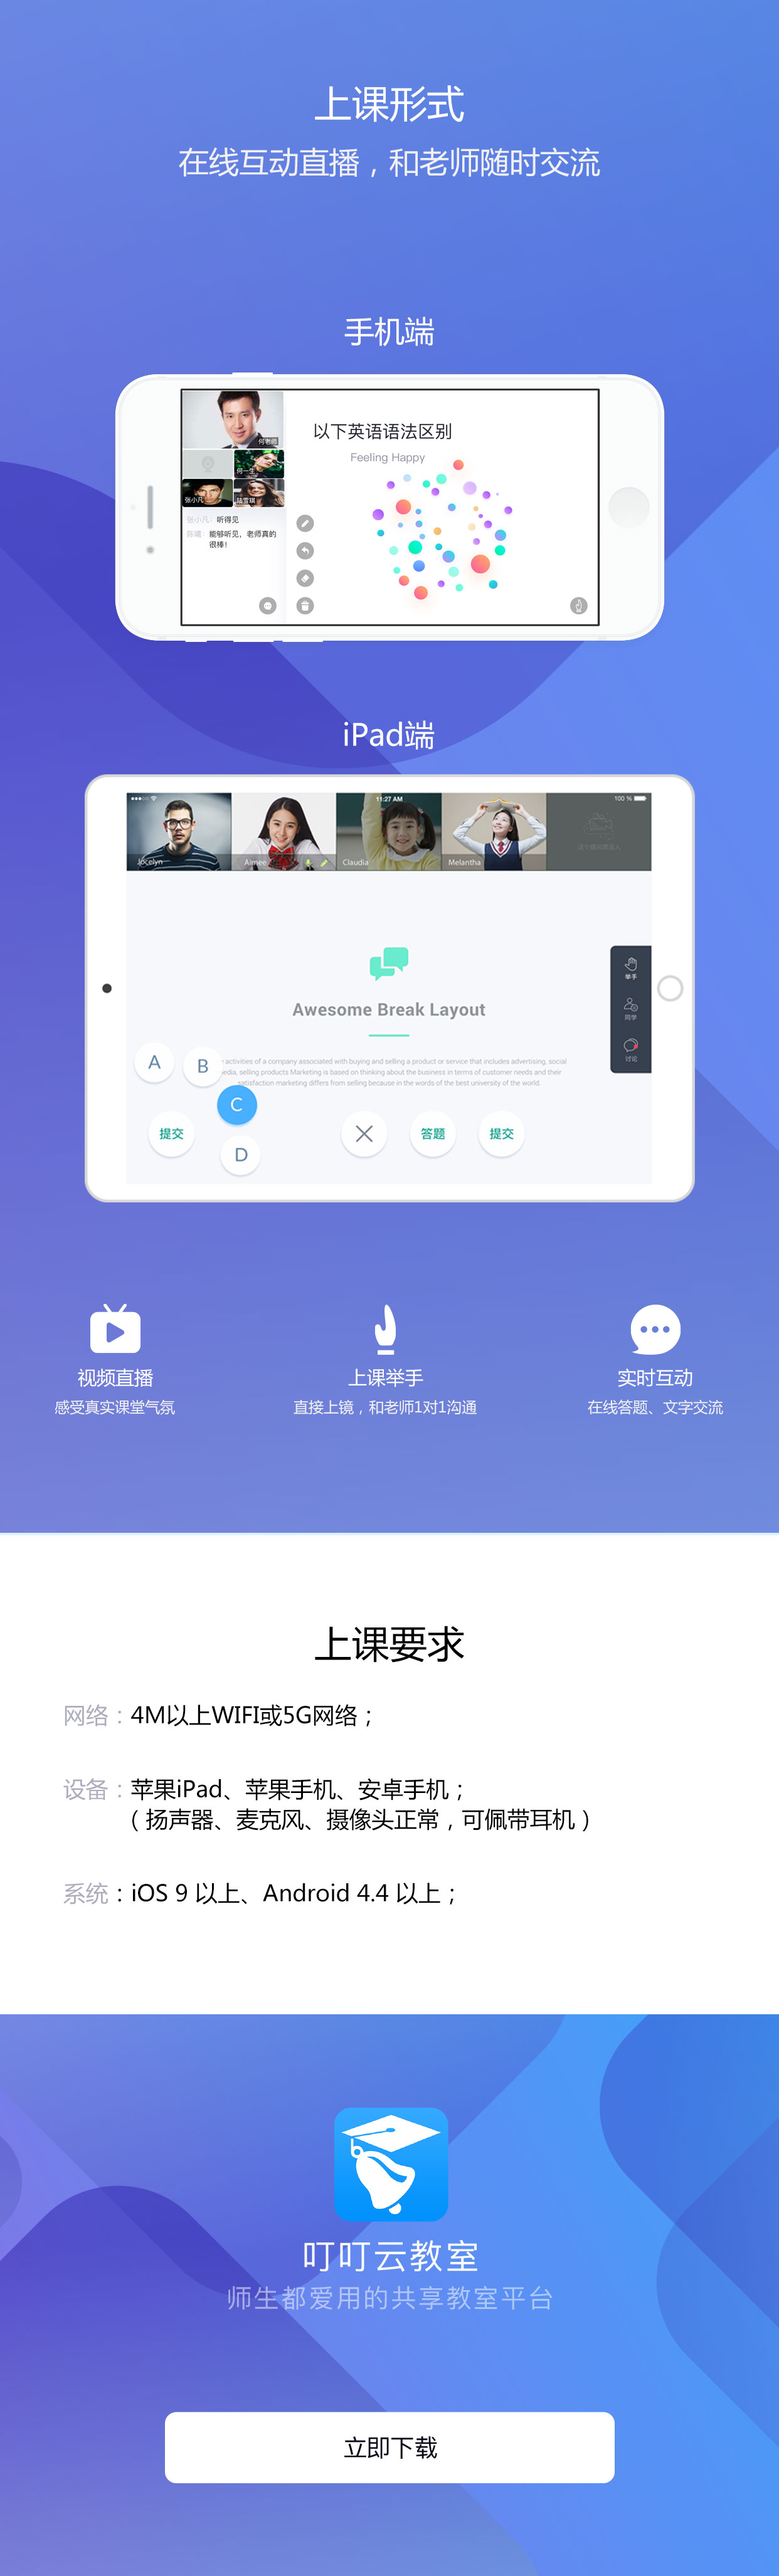 上课形式
在线互动直播，和老师随时交流
手机端
何老师
何一生
张小凡
陆雪琪
张小凡：听得见
陈曦：能够听见，老师真的
很棒！
以下英语语法区别
Feeling Happy
iPad端
11:27 AM
100 %
Jocelyn
Aimee
Claudia
Melantha
举手
同学
讨论
Awesome Break Layout
activities of a company associated with buying and selling a product or service that includes advertising, social
media, selling products Marketing is based on thinking about the business in terms of customer needs and their
satisfaction marketing differs from selling because in the words of the best university of the world.
A
B
C
D
提交
答题
提交
视频直播
感受真实课堂气氛
上课举手
直接上镜，和老师1对1沟通
实时互动
在线答题、文字交流
上课要求
网络：4M以上WIFI或5G网络；
设备：苹果iPad、苹果手机、安卓手机；
（扬声器、麦克风、摄像头正常，可佩带耳机）
系统：iOS 9 以上、Android 4.4 以上；
叮叮云教室
师生都爱用的共享教室平台
立即下载